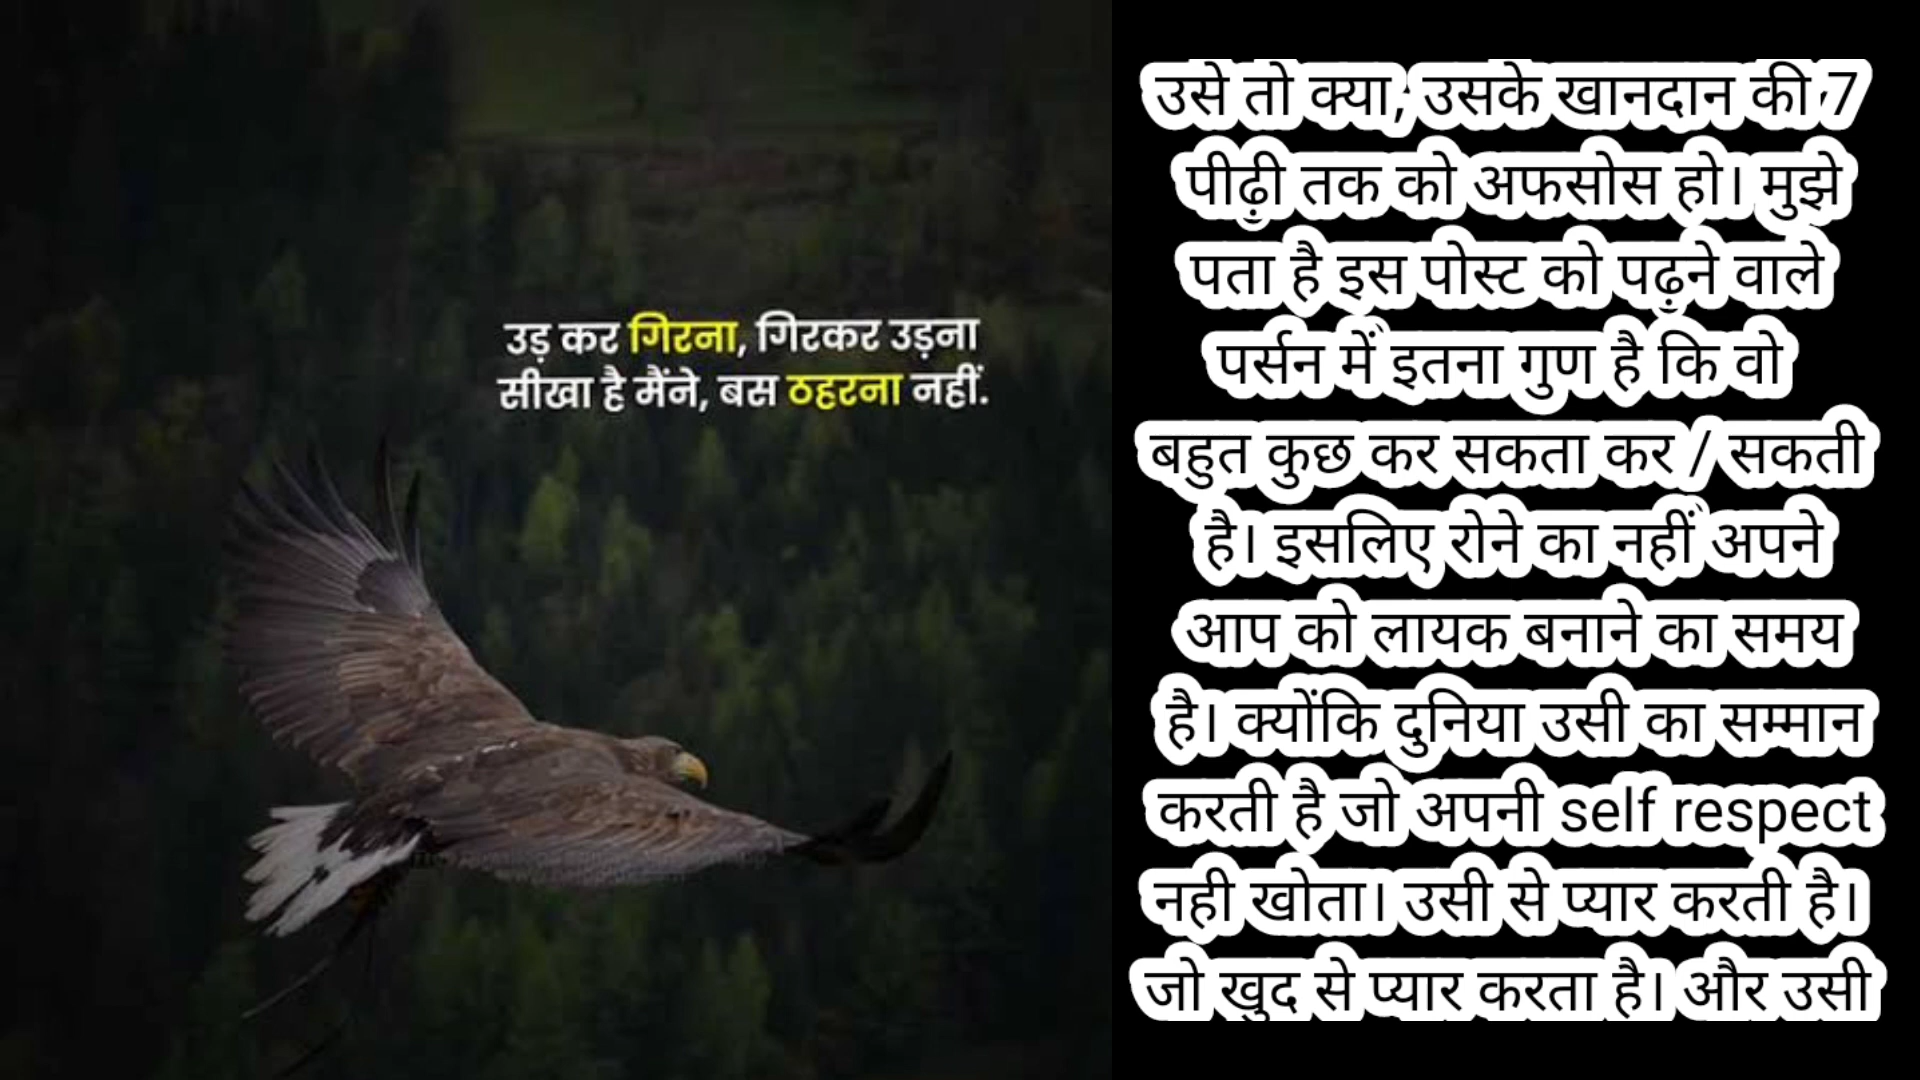 उड़ कर गिरना, गिरकर उड़ना
सीखा है मैंने, बस ठहरना नहीं.
उसे तो क्या, उसके खानदान की 7
पीढ़ी तक को अफसोस हो। मुझे
पता है इस पोस्ट को पढ़ने वाले
पर्सन में इतना गुण है कि वो
बहुत कुछ कर सकता कर / सकती
है। इसलिए रोने का नहीं अपने
आप को लायक बनाने का समय
है। क्योंकि दुनिया उसी का सम्मान
करती है जो अपनी self respect
नही खोता। उसी से प्यार करती है।
जो खुद से प्यार करता है। और उसी